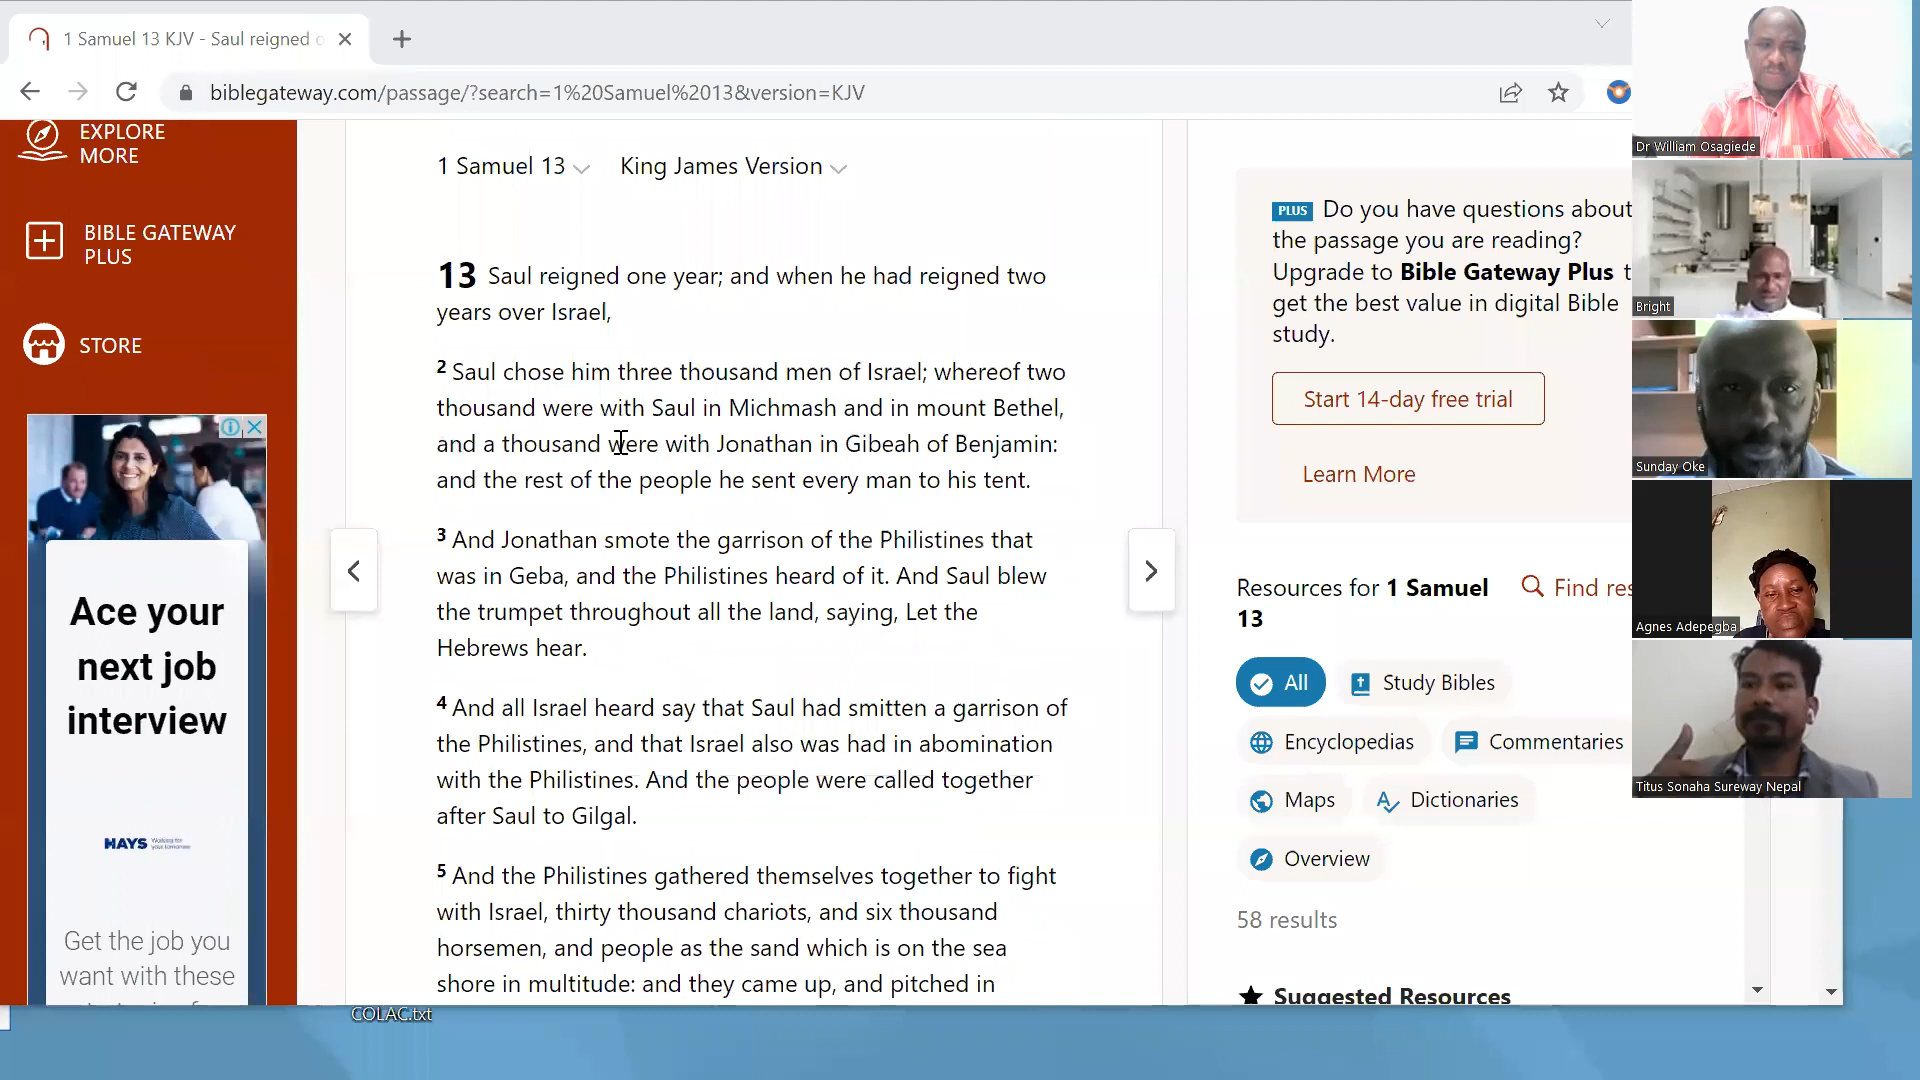 1 Samuel 13 KJV - Saul reigned o
biblegateway.com/passage/?search=1%20Samuel%2013&version=KJV
EXPLORE
MORE
BIBLE GATEWAY
PLUS
STORE
Ace your
next job
interview
HAYS
Get the job you
want with these
1 Samuel 13
King James Version
13 Saul reigned one year; and when he had reigned two
years over Israel,
2 Saul chose him three thousand men of Israel; whereof two
thousand were with Saul in Michmash and in mount Bethel,
and a thousand were with Jonathan in Gibeah of Benjamin:
and the rest of the people he sent every man to his tent.
3 And Jonathan smote the garrison of the Philistines that
was in Geba, and the Philistines heard of it. And Saul blew
the trumpet throughout all the land, saying, Let the
Hebrews hear.
4 And all Israel heard say that Saul had smitten a garrison of
the Philistines, and that Israel also was had in abomination
with the Philistines. And the people were called together
after Saul to Gilgal.
5 And the Philistines gathered themselves together to fight
with Israel, thirty thousand chariots, and six thousand
horsemen, and people as the sand which is on the sea
shore in multitude: and they came up, and pitched in
PLUS Do you have questions about
the passage you are reading?
Upgrade to Bible Gateway Plus t
get the best value in digital Bible
study.
Start 14-day free trial
Learn More
Resources for 1 Samuel
13
Find res
All
Study Bibles
Encyclopedias
Commentaries
Maps
Dictionaries
Overview
58 results
Suggested Resources
Dr William Osagiede
Bright
Sunday Oke
Agnes Adepegba
Titus Sonaha Sureway Nepal
COLAC.txt